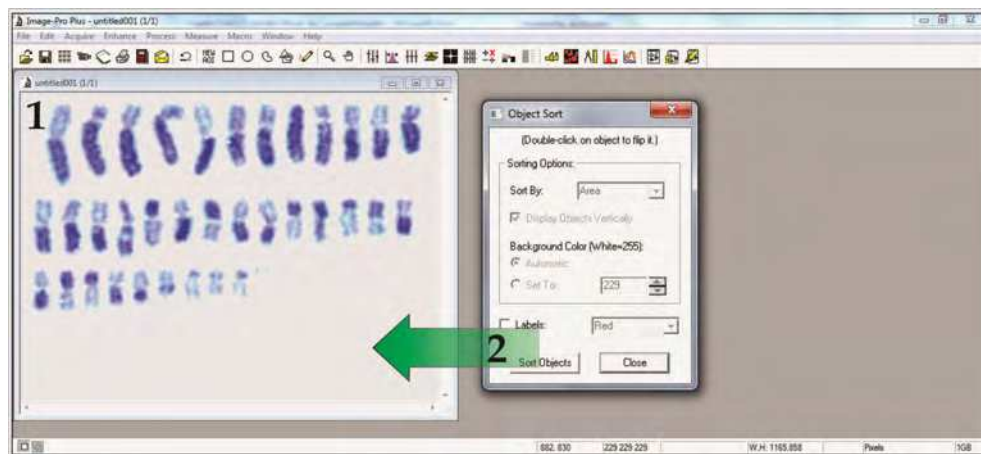 Image-Pro Plus - untitled001 (1/1)
File Edit Acquire Enhance Process Measure Macro Window Help
untitled001 (1/1)
1
Object Sort
(Double-click on object to flip it.)
Sorting Options:
Sort By: Area
Display Objects Vertically
Background Color (White=255):
Automatic
Set To: 229
Labels: Red
2
Sort Objects Close
682, 830 229 229 229 W,H: 1165,858 Pixels 1GB